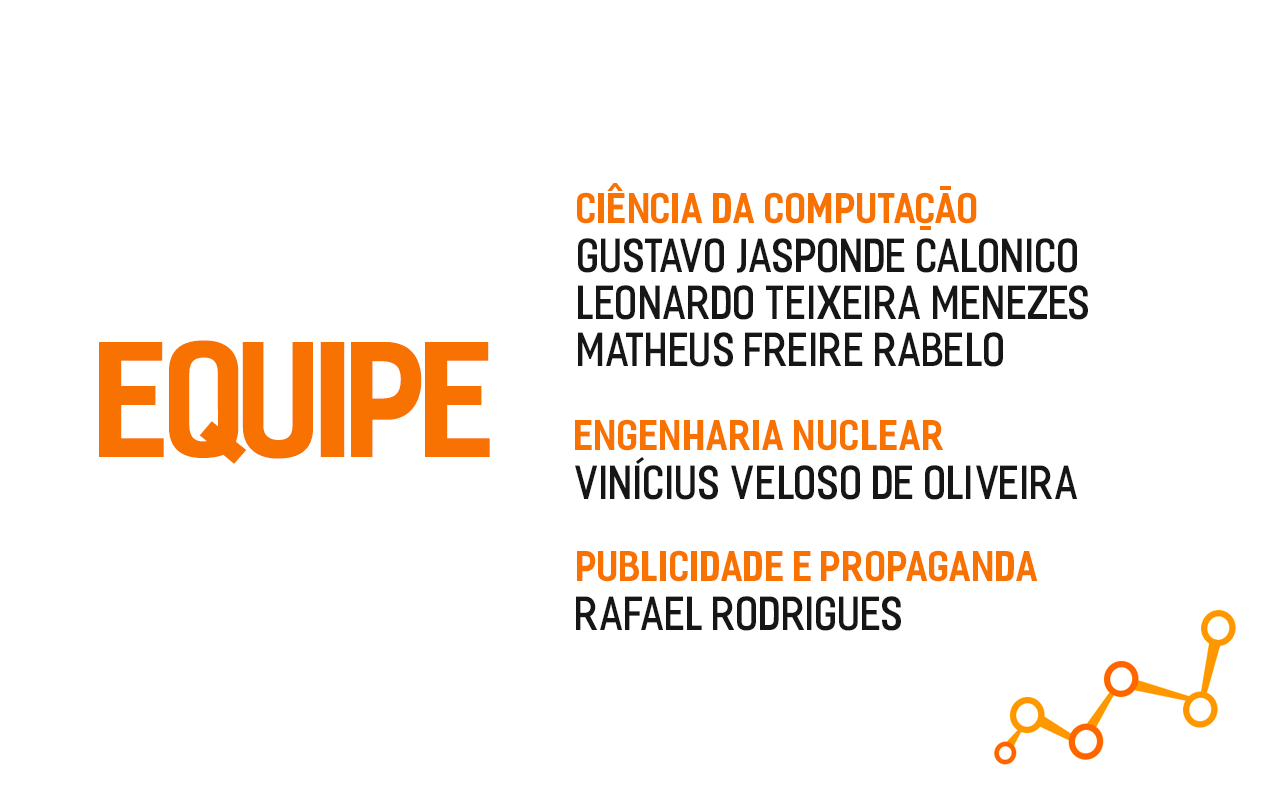 EQUIPE
CIÊNCIA DA COMPUTAÇÃO
GUSTAVO JASPONDE CALONICO
LEONARDO TEIXEIRA MENEZES
MATHEUS FREIRE RABELO
ENGENHARIA NUCLEAR
VINÍCIUS VELOSO DE OLIVEIRA
PUBLICIDADE E PROPAGANDA
RAFAEL RODRIGUES